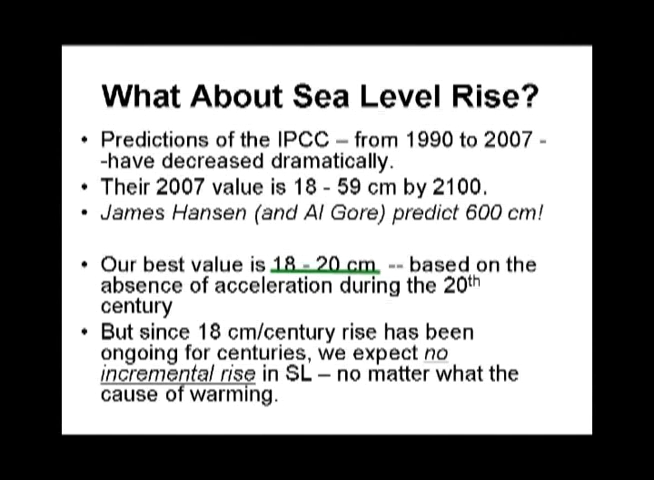 What About Sea Level Rise?
• Predictions of the IPCC – from 1990 to 2007 -
-have decreased dramatically.
• Their 2007 value is 18 - 59 cm by 2100.
• James Hansen (and Al Gore) predict 600 cm!
• Our best value is 18 - 20 cm -- based on the
absence of acceleration during the 20th
century
• But since 18 cm/century rise has been
ongoing for centuries, we expect no
incremental rise in SL – no matter what the
cause of warming.